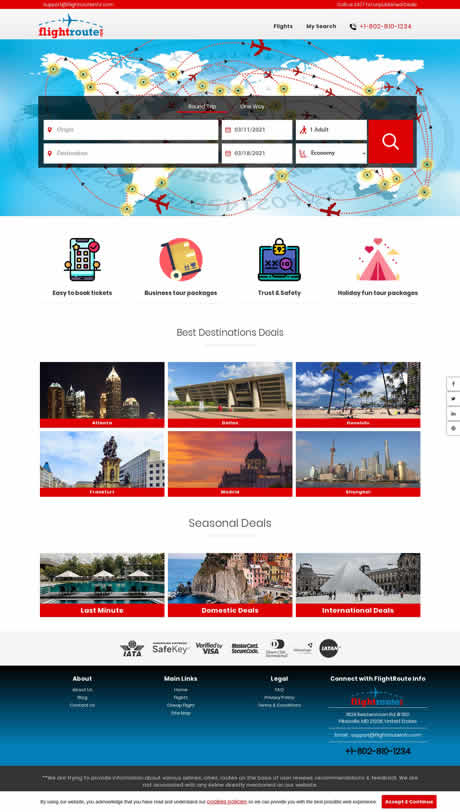 support@flightrouteinfo.com
Call us 24/7 for unpublished Deals
flightroute
Flights
My Search
+1-802-810-1234
Round Trip
One Way
Origin
03/11/2021
1 Adult
Destination
03/18/2021
Economy
Easy to book tickets
Business tour packages
Trust & Safety
Holiday fun tour packages
Best Destinations Deals
Atlanta
Dallas
Honolulu
Frankfurt
Madrid
Shanghai
Seasonal Deals
Last Minute
Domestic Deals
International Deals
IATA
SafeKey
Verified by
VISA
MasterCard.
SecureCode.
IATAN
About
Main Links
Legal
Connect with FlightRoute Info
About Us
Home
FAQ
Blog
Flights
Privacy Policy
flightroute
Contact Us
Cheap Flight
Terms & Conditions
Site Map
Pikesville, MD 21208, United States
Email : support@flightrouteinfo.com
+1-802-810-1234
**We are trying to provide information about various airlines, sites, routes on the basis of user reviews, recommendations & feedback. We are
not associated with any airline directly mentioned on our website.
By using our website, you acknowledge that you have read and understand our COOKIES POLICIES so we can provide you with the best possible web experience.
Accept & Continue